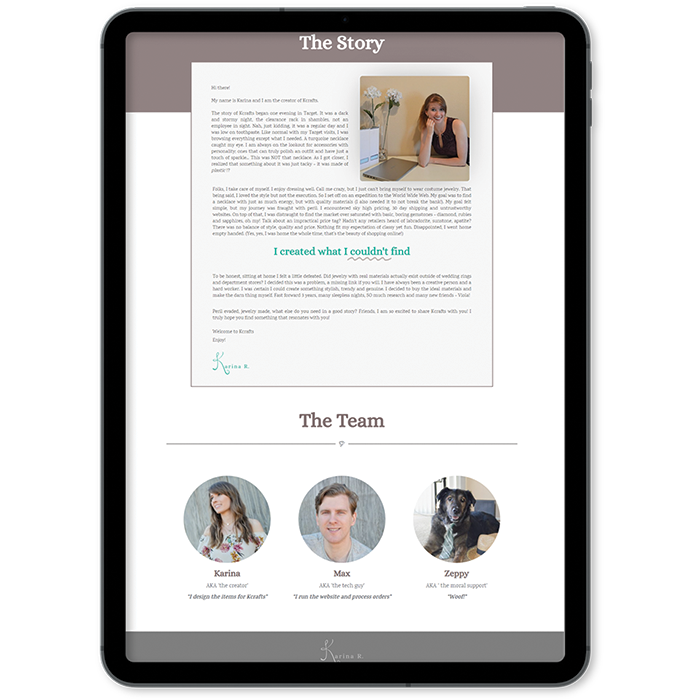 The Story
Hi there!
My name is Karina and I am the creator of Kcrafts.
The story of Kcrafts began one evening in Target. It was a dark
and stormy night, the clearance rack in shambles, not an
employee in sight. Nah, just kidding, it was a regular day and I
was low on toothpaste. Like normal with my Target visits, I was
browsing everything except what I needed. A turquoise necklace
caught my eye. I am always on the lookout for accessories with
personality; ones that can truly polish an outfit and have just a
touch of sparkle... This was NOT that necklace. As I got closer, I
realized that something about it was just tacky – it was made of
plastic!?!
Folks, I take care of myself. I enjoy dressing well. Call me crazy, but I just can't bring myself to wear costume jewelry. That
being said, I loved the style but not the execution. So I set off on an expedition to the World Wide Web. My goal was to find
a necklace with just as much energy, but with quality materials (I also needed it to not break the bank!). My goal felt
simple, but my journey was fraught with peril. I encountered sky high pricing, 30 day shipping and untrustworthy
websites. On top of that, I was distraught to find the market over saturated with basic, boring gemstones – diamond, rubies
and sapphires, oh my! Talk about an impractical price tag? Hadn't any retailers heard of labradorite, sunstone, apatite?
There was no balance of style, quality and price. Nothing fit my expectation of classy yet fun. Disappointed, I went home
empty handed. (Yes, yes, I was home the whole time, that's the beauty of shopping online!)
I created what I couldn't find
To be honest, sitting at home I felt a little defeated. Did jewelry with real materials actually exist outside of wedding rings
and department stores? I decided this was a problem, a missing link if you will. I have always been a creative person and a
hard worker. I was certain I could create something stylish, trendy and genuine. I decided to buy the ideal materials and
make the darn thing myself. Fast forward 5 years, many sleepless nights, SO much research and many new friends – Viola!
Peril evaded, jewelry made, what else do you need in a good story? Friends, I am so excited to share Kcrafts with you! I
truly hope you find something that resonates with you!
Welcome to Kcrafts
Enjoy!
Karina R.
The Team
Karina
Max
Zeppy
AKA 'the creator'
AKA 'the tech guy'
AKA ' the moral support'
"I design the items for Kcrafts"
"I run the website and process orders"
"Woof!"
Karina R.